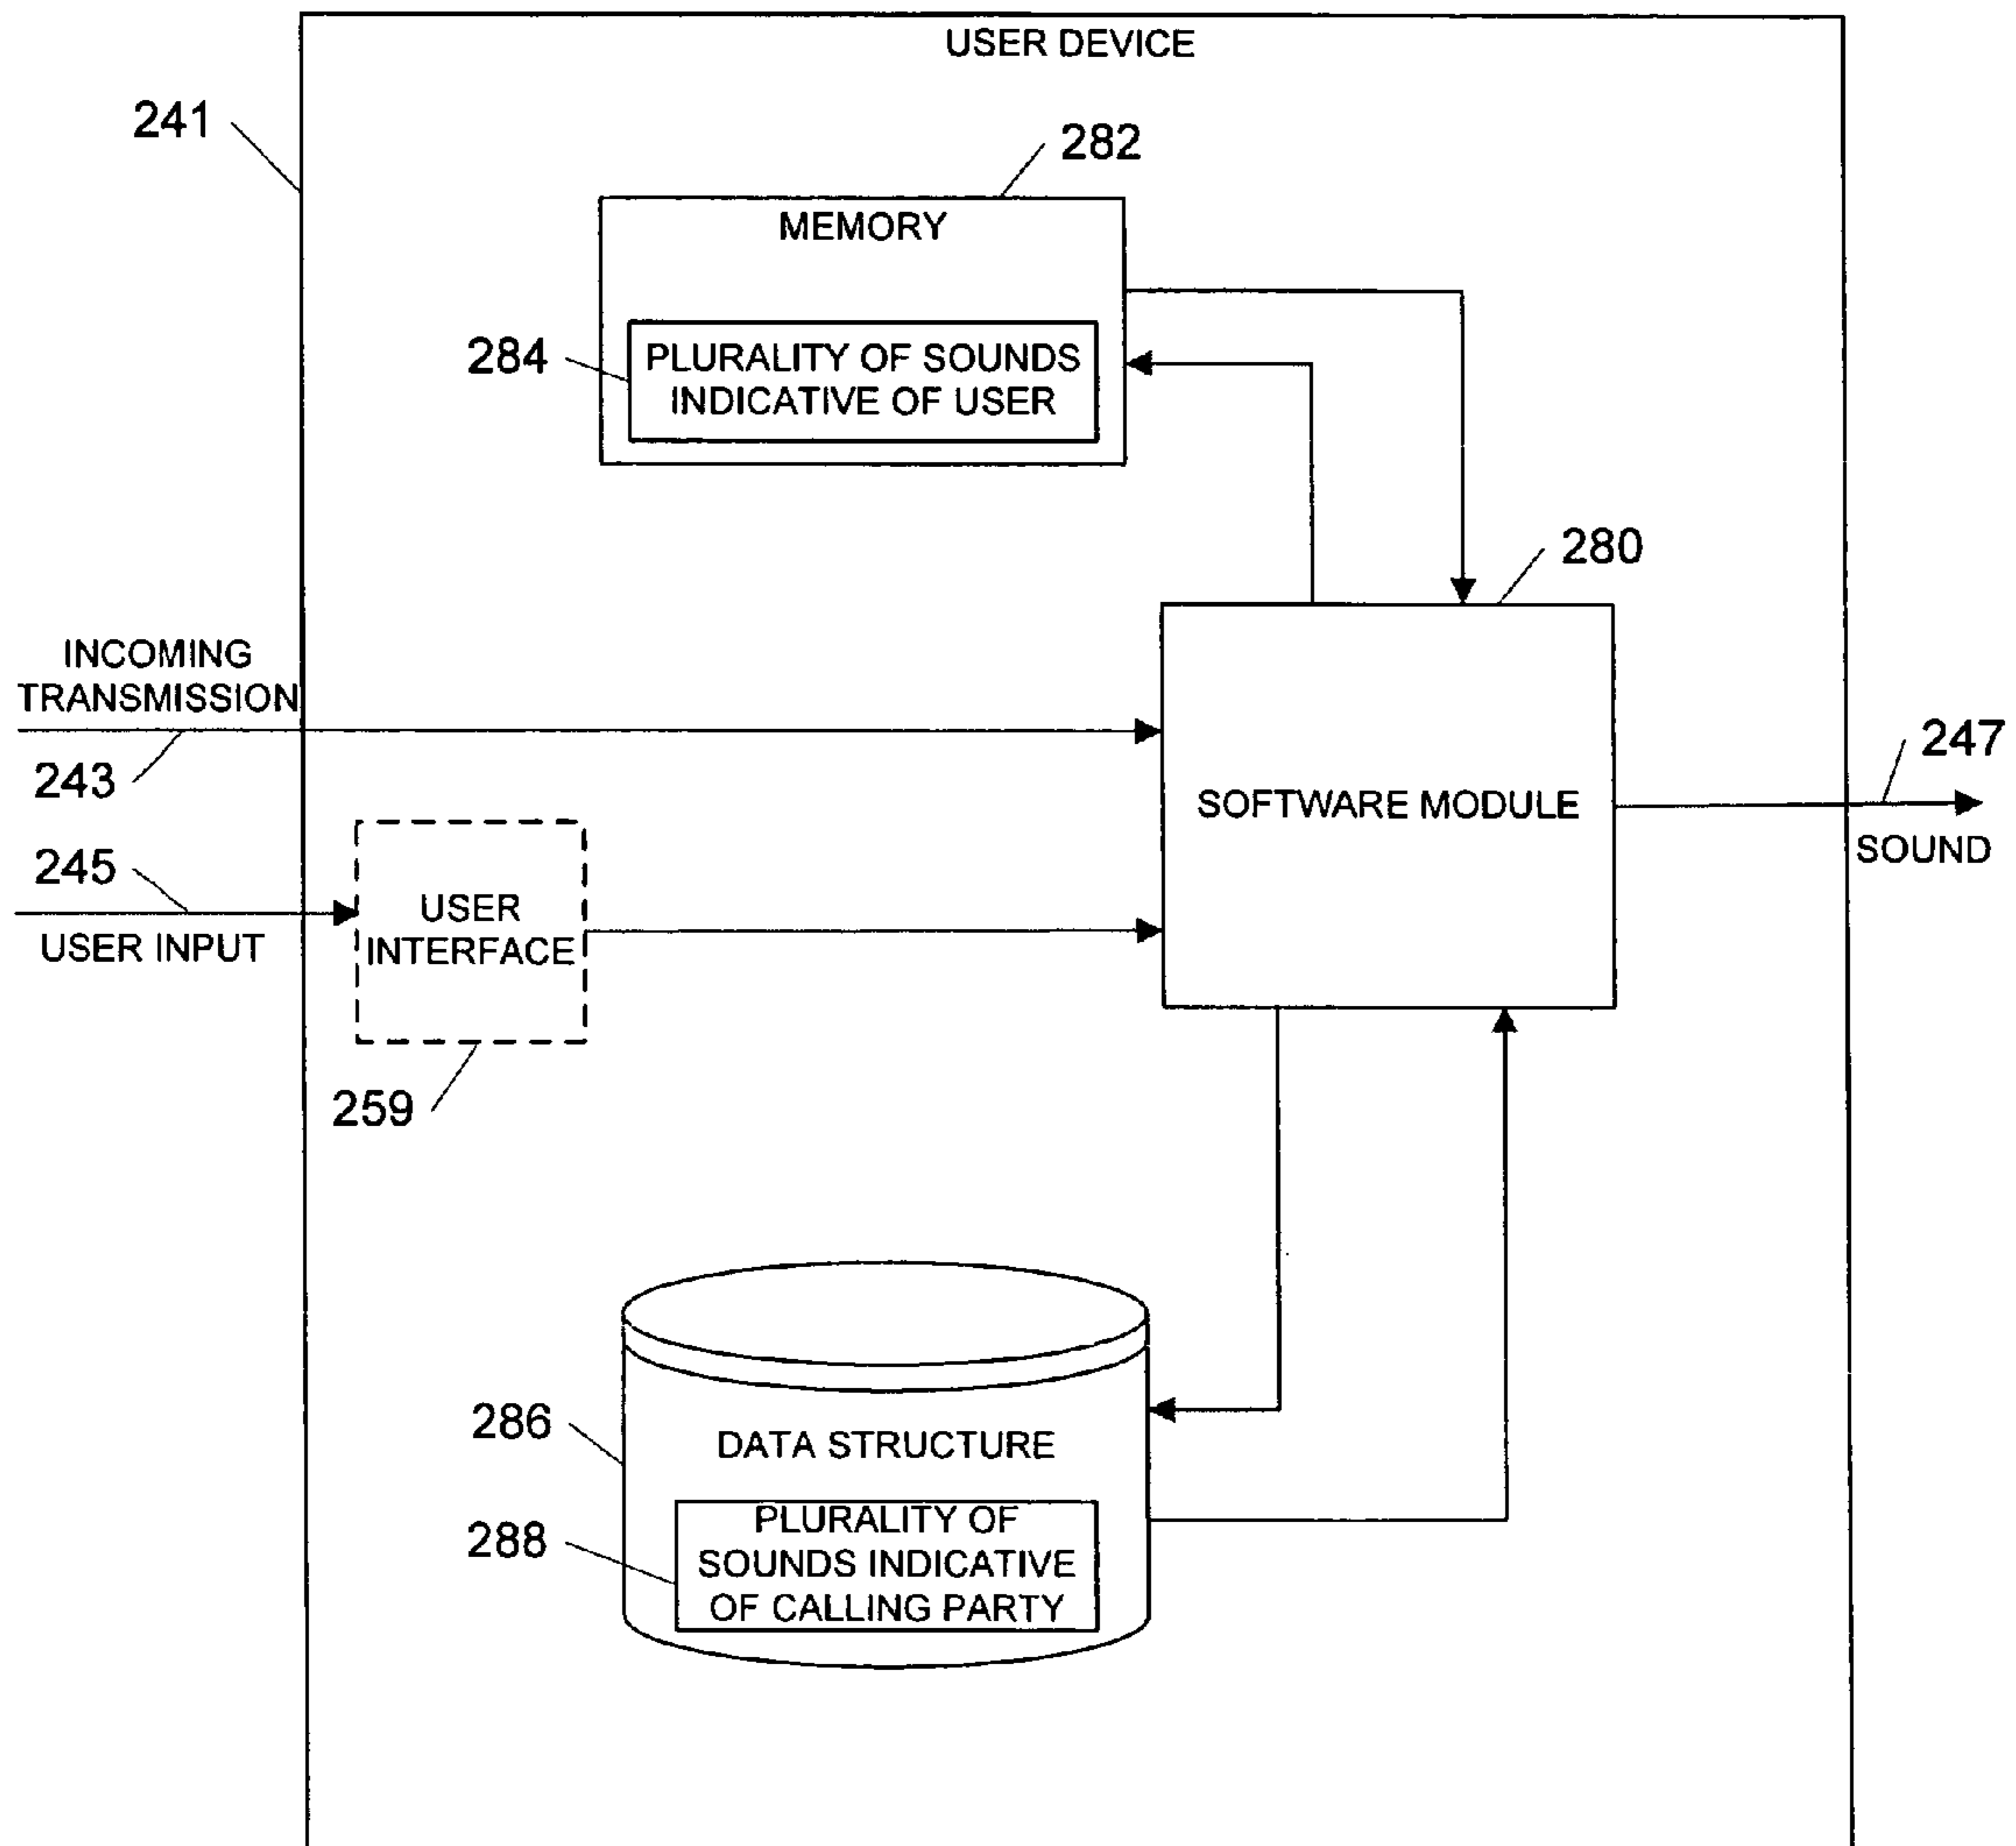 USER DEVICE
241
282
MEMORY
284
PLURALITY OF SOUNDS
INDICATIVE OF USER
280
INCOMING
TRANSMISSION
243
SOFTWARE MODULE
247
SOUND
245
USER INPUT
USER
INTERFACE
259
286
DATA STRUCTURE
288
PLURALITY OF
SOUNDS INDICATIVE
OF CALLING PARTY